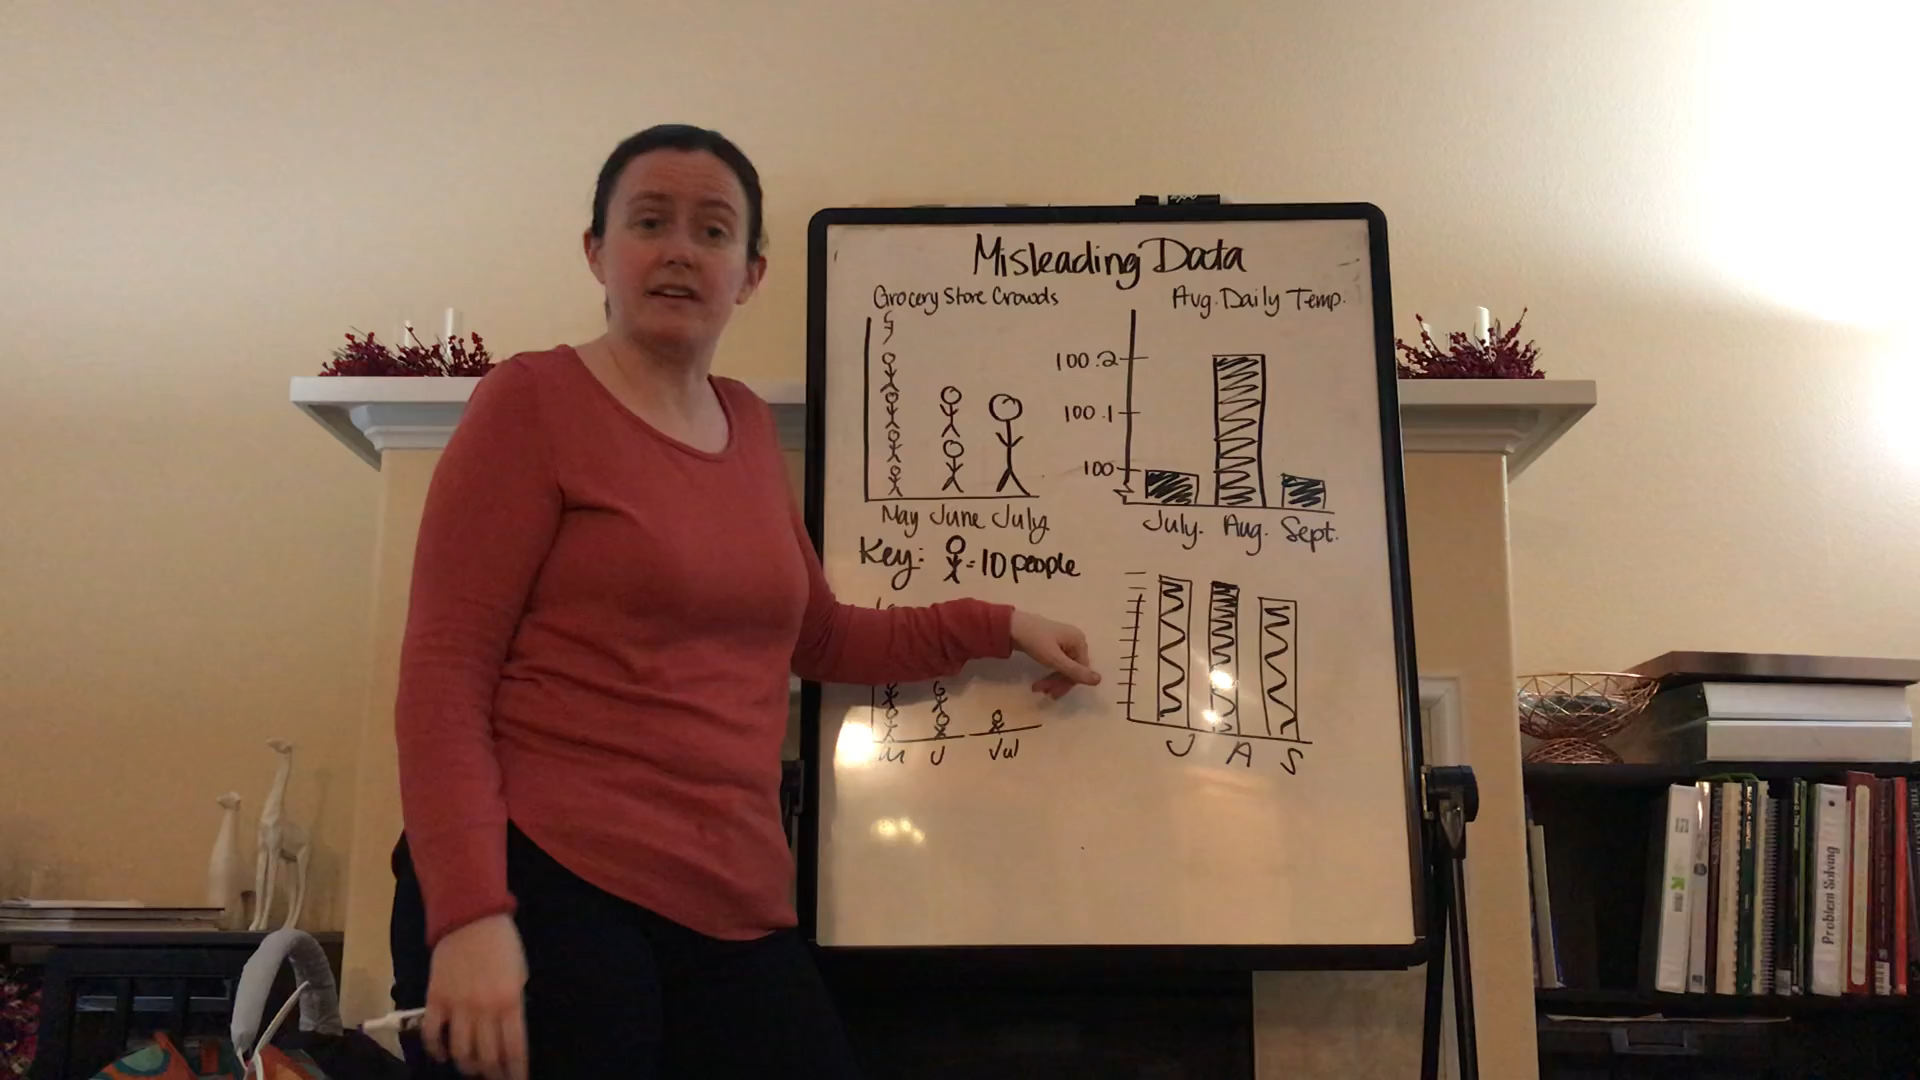 Misleading Data
Grocery Store Crowds
May June July
Key: = 10 people
M J Jul
Avg. Daily Temp.
100.2
100.1
100
July. Aug. Sept.
J A S
Problem Solving